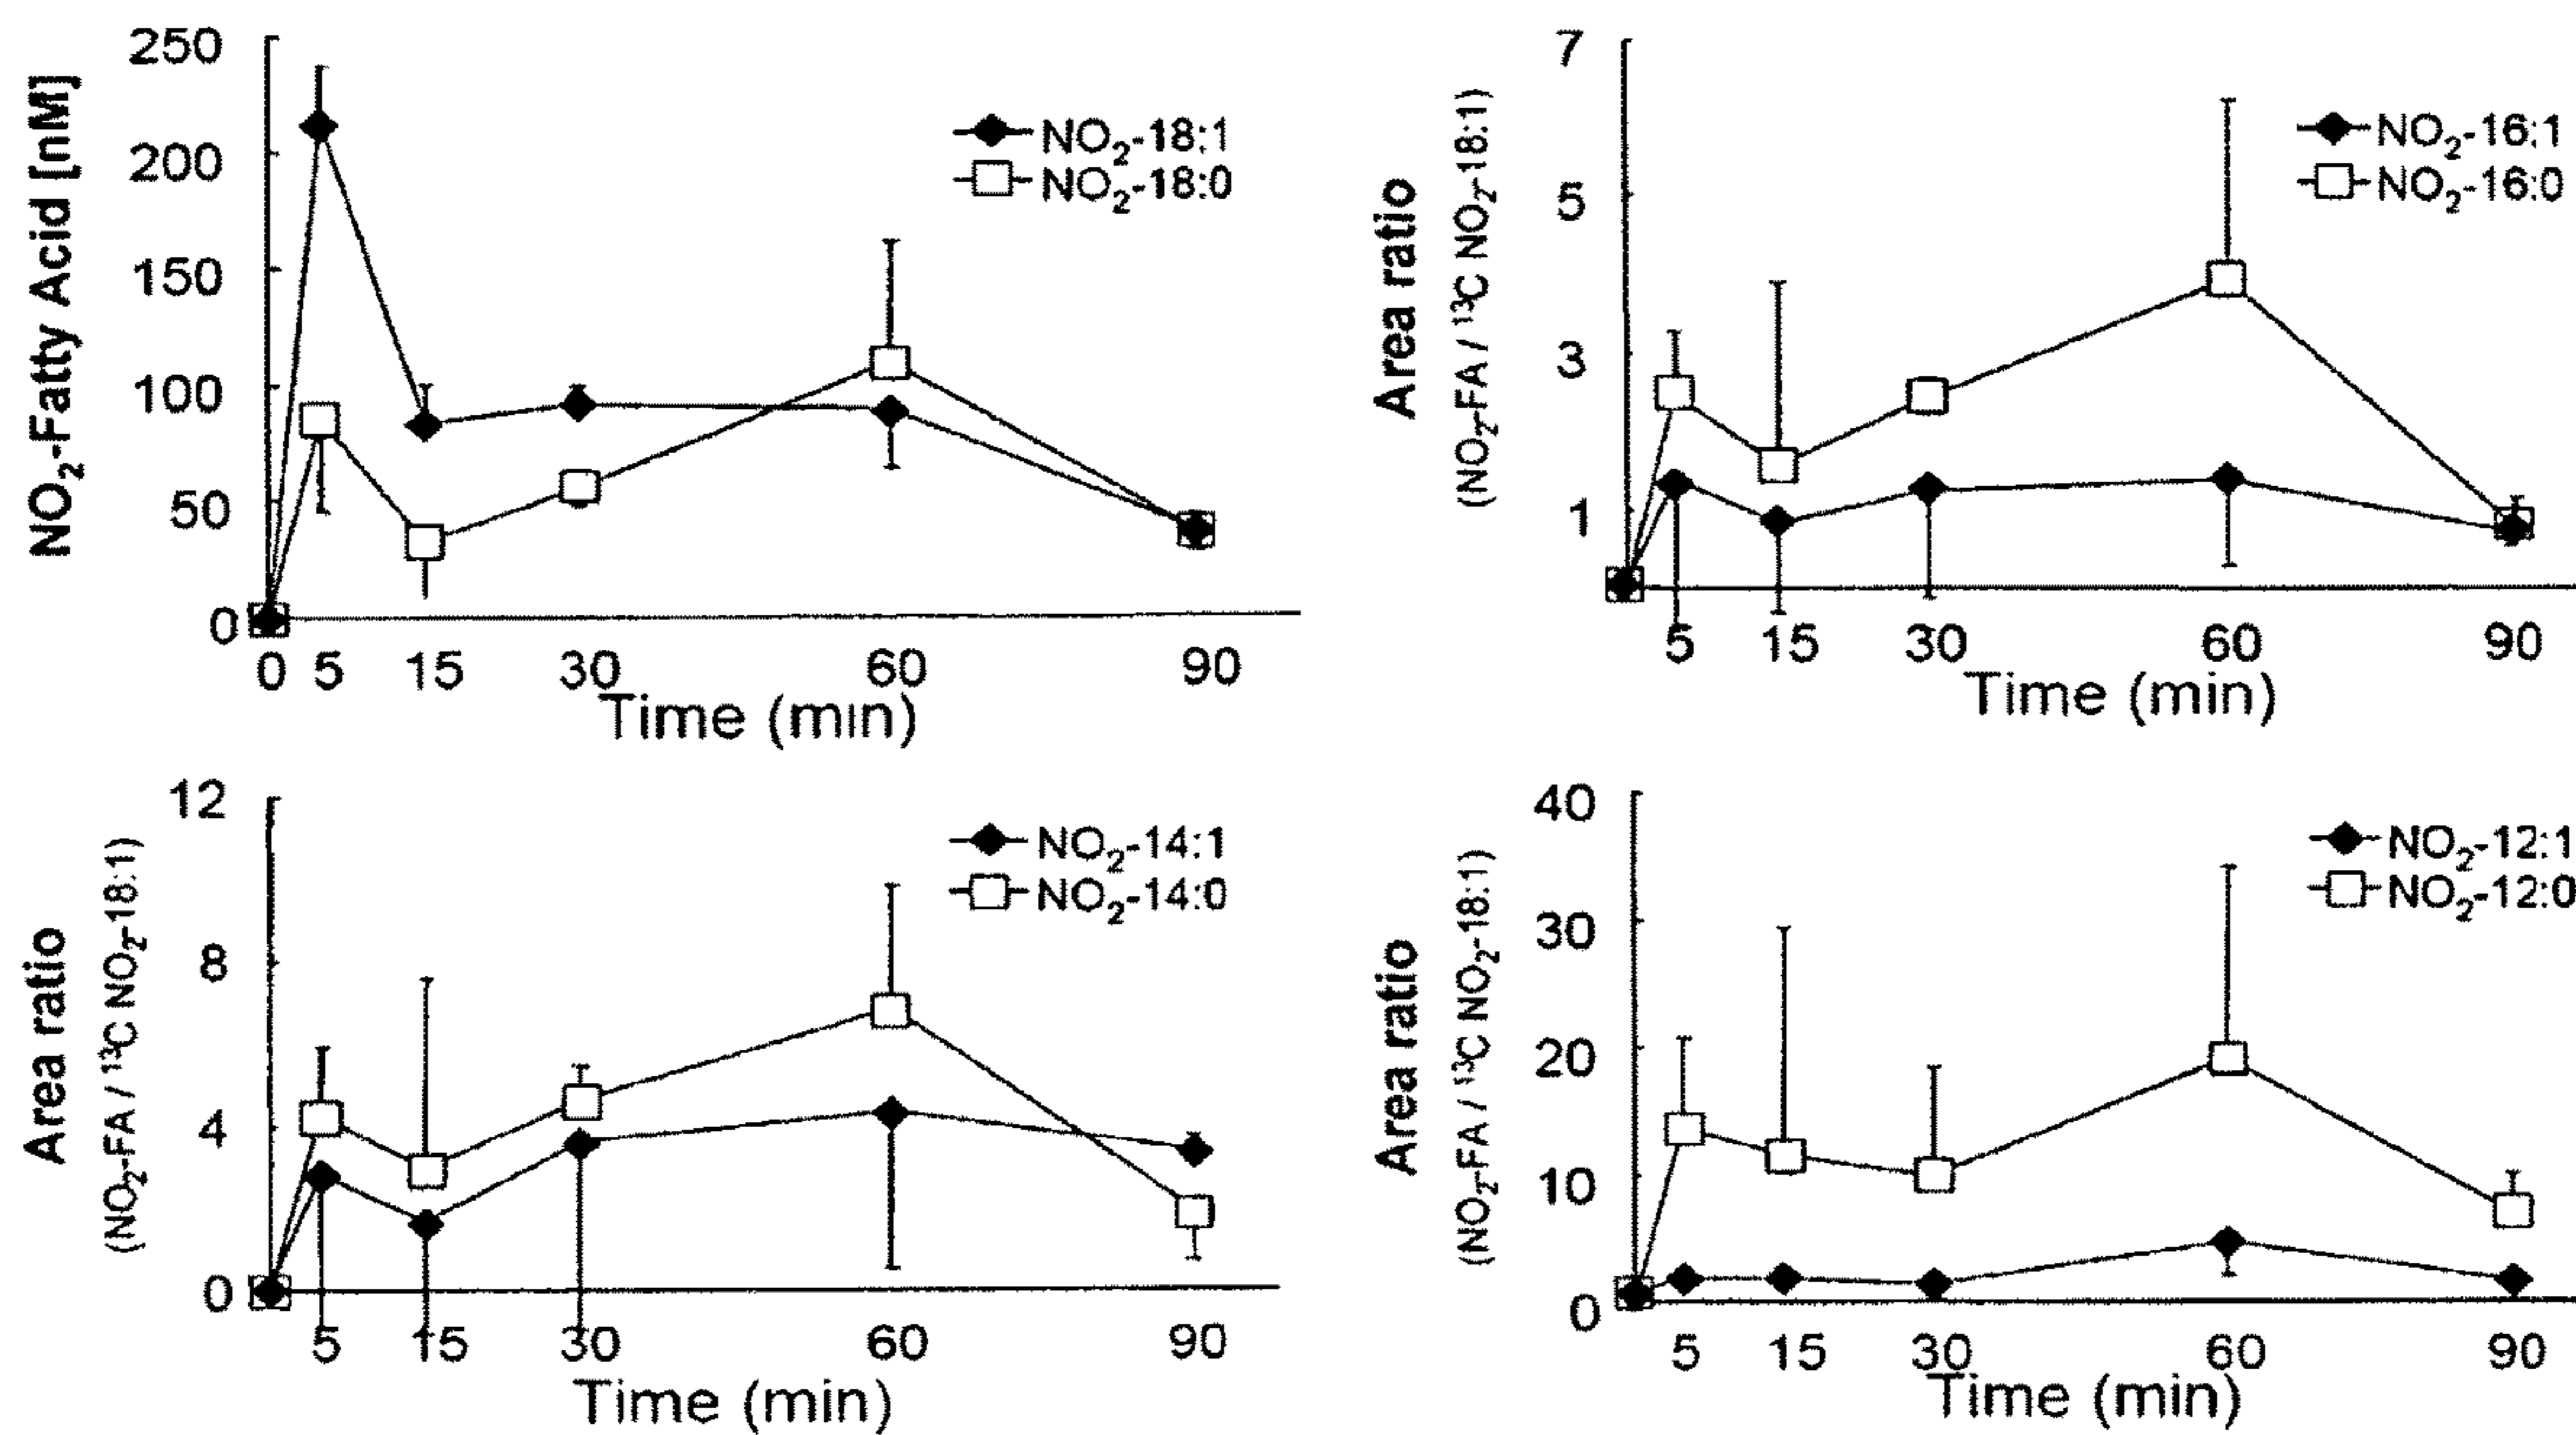 250
200
150
100
50
0
NO₂-Fatty Acid [nM]
NO₂-18:1
NO₂-18:0
0 5 15 30 60 90
Time (min)
7
5
3
1
Area ratio
(NO₂-FA / ¹³C NO₂-18:1)
NO₂-16:1
NO₂-16:0
5 15 30 60 90
Time (min)
12
8
4
0
Area ratio
(NO₂-FA / ¹³C NO₂-18:1)
NO₂-14:1
NO₂-14:0
5 15 30 60 90
Time (min)
40
30
20
10
0
Area ratio
(NO₂-FA / ¹³C NO₂-18:1)
NO₂-12:1
NO₂-12:0
5 15 30 60 90
Time (min)